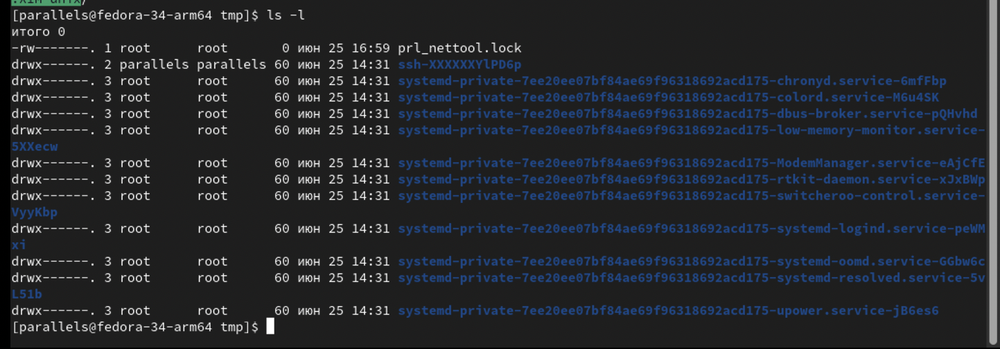 [parallels@fedora-34-arm64 tmp]$ ls -l
итого 0
-rw-------. 1 root      root       0 июн 25 16:59 prl_nettool.lock
drwx------. 2 parallels parallels 60 июн 25 14:31 ssh-XXXXXXYlPD6p
drwx------. 3 root      root      60 июн 25 14:31 systemd-private-7ee20ee07bf84ae69f96318692acd175-chronyd.service-6mfFbp
drwx------. 3 root      root      60 июн 25 14:31 systemd-private-7ee20ee07bf84ae69f96318692acd175-colord.service-M6u4SK
drwx------. 3 root      root      60 июн 25 14:31 systemd-private-7ee20ee07bf84ae69f96318692acd175-dbus-broker.service-pQHvhd
drwx------. 3 root      root      60 июн 25 14:31 systemd-private-7ee20ee07bf84ae69f96318692acd175-low-memory-monitor.service-
5XXecw
drwx------. 3 root      root      60 июн 25 14:31 systemd-private-7ee20ee07bf84ae69f96318692acd175-ModemManager.service-eAjCfE
drwx------. 3 root      root      60 июн 25 14:31 systemd-private-7ee20ee07bf84ae69f96318692acd175-rtkit-daemon.service-xJxBWp
drwx------. 3 root      root      60 июн 25 14:31 systemd-private-7ee20ee07bf84ae69f96318692acd175-switcheroo-control.service-
VyyKbp
drwx------. 3 root      root      60 июн 25 14:31 systemd-private-7ee20ee07bf84ae69f96318692acd175-systemd-logind.service-peWM
xi
drwx------. 3 root      root      60 июн 25 14:31 systemd-private-7ee20ee07bf84ae69f96318692acd175-systemd-oomd.service-GGbw6c
drwx------. 3 root      root      60 июн 25 14:31 systemd-private-7ee20ee07bf84ae69f96318692acd175-systemd-resolved.service-5v
L51b
drwx------. 3 root      root      60 июн 25 14:31 systemd-private-7ee20ee07bf84ae69f96318692acd175-upower.service-jB6es6
[parallels@fedora-34-arm64 tmp]$